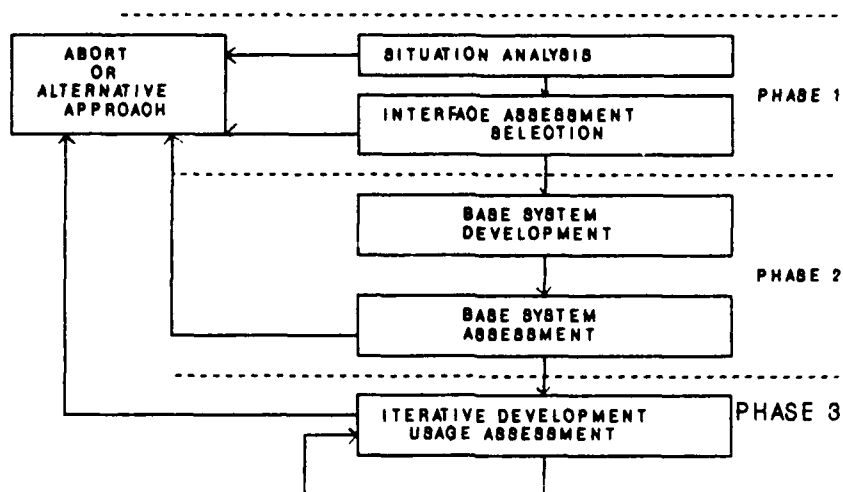 ABORT
OR
ALTERNATIVE
APPROACH
SITUATION ANALYSIS
INTERFACE ASSESSMENT
SELECTION
PHASE 1
BASE SYSTEM
DEVELOPMENT
PHASE 2
BASE SYSTEM
ASSESSMENT
ITERATIVE DEVELOPMENT
USAGE ASSESSMENT
PHASE 3